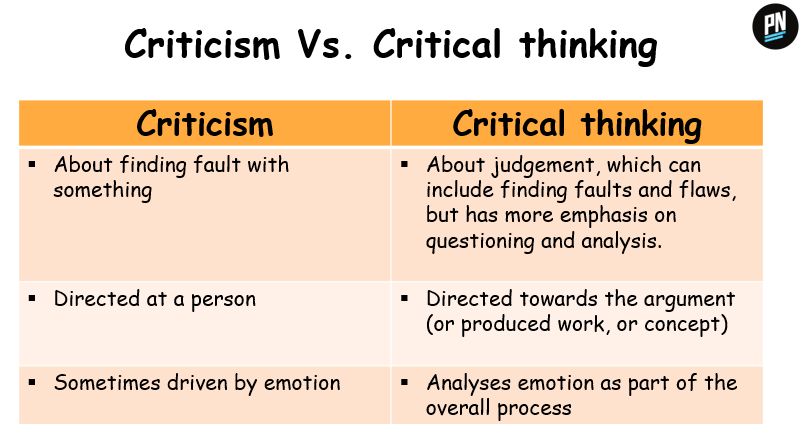 PN
Criticism Vs. Critical thinking
Criticism
Critical thinking
▪ About finding fault with
something
▪ About judgement, which can
include finding faults and flaws,
but has more emphasis on
questioning and analysis.
▪ Directed at a person
▪ Directed towards the argument
(or produced work, or concept)
▪ Sometimes driven by emotion
▪ Analyses emotion as part of the
overall process